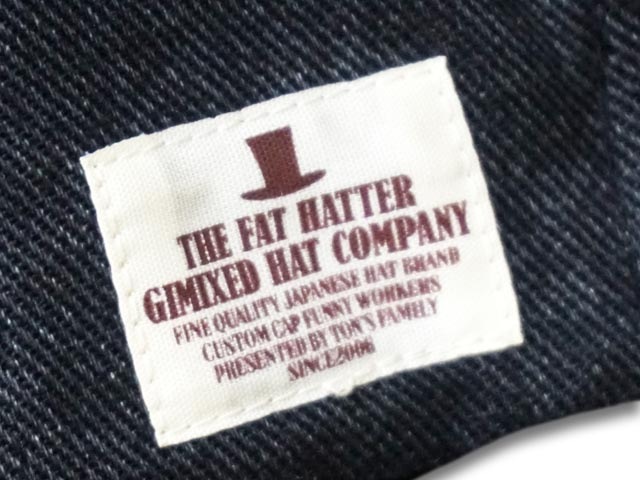 THE FAT HATTER
GIMIXED HAT COMPANY
FINE QUALITY JAPANESE HAT BRAND
CUSTOM CAP FUNNY WORKERS
PRESENTED BY TON'S FAMILY
SINCE2006